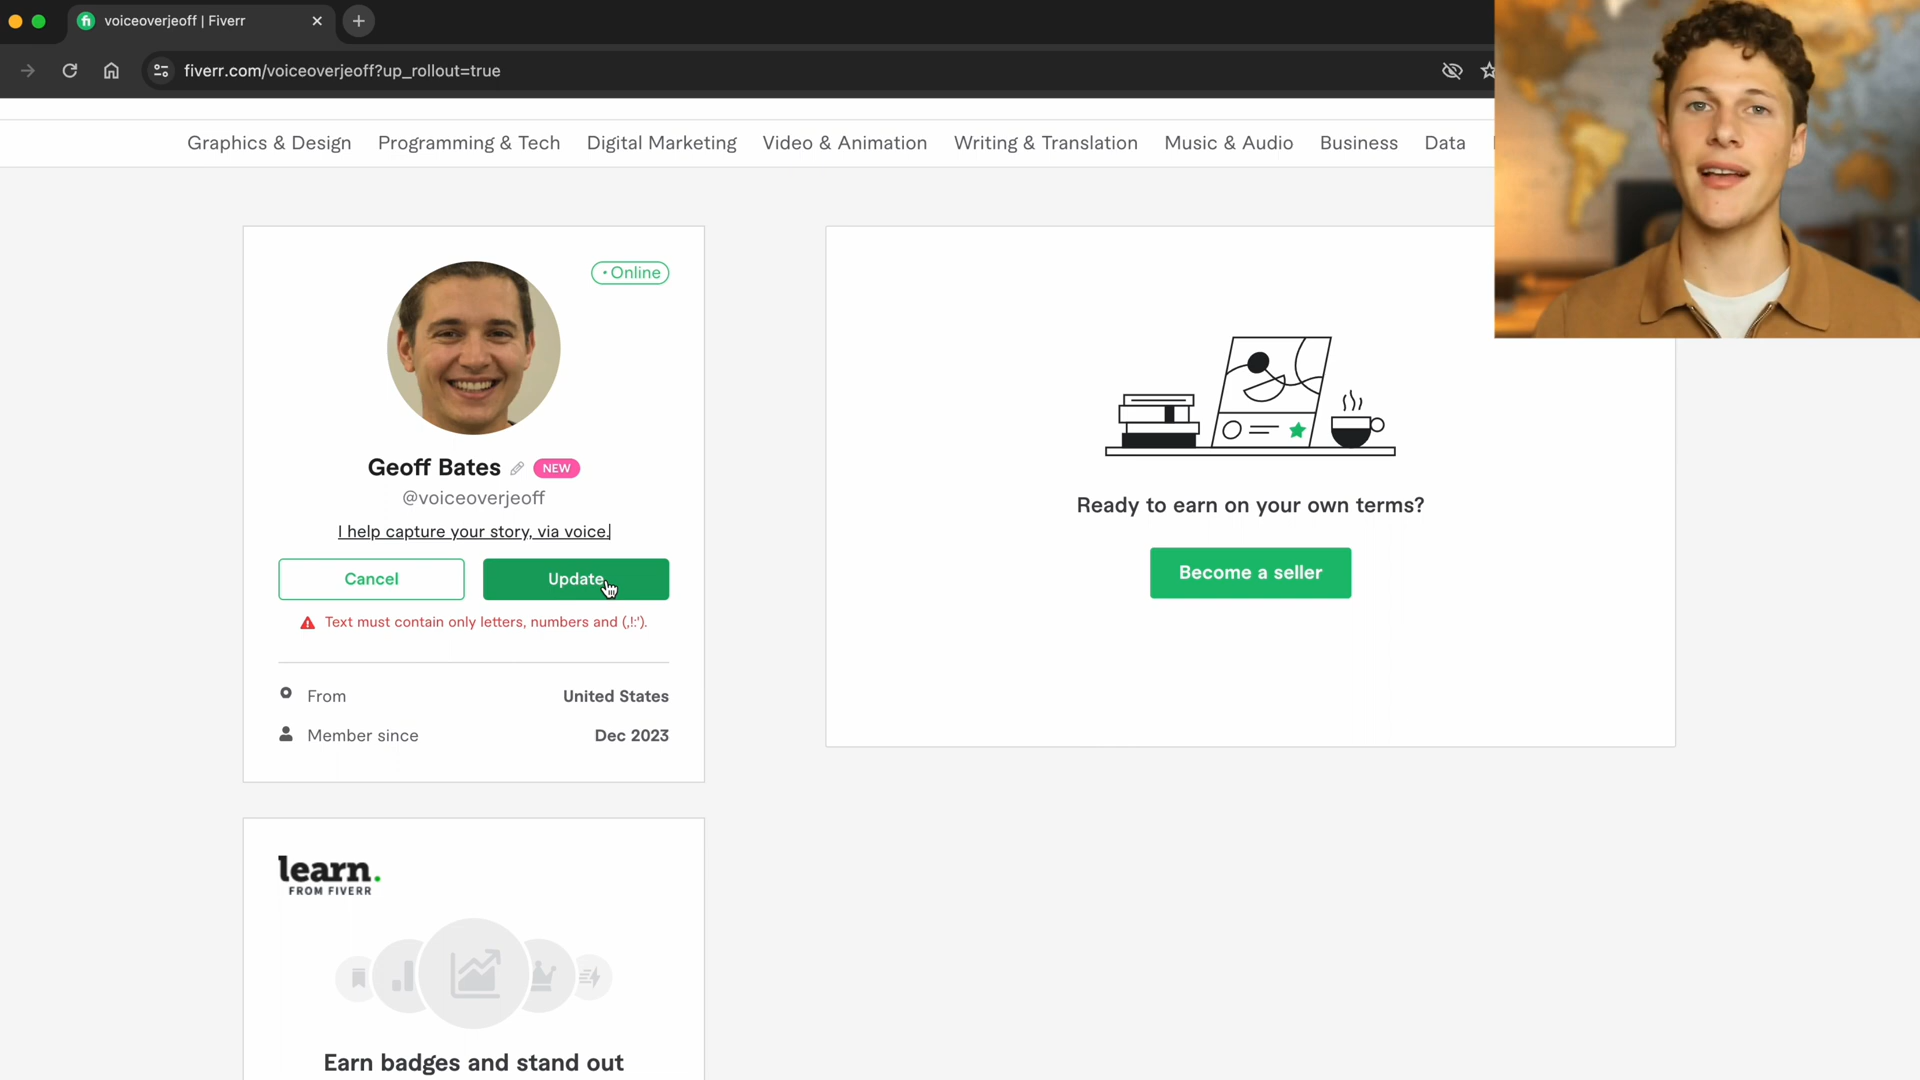 voiceoverjeoff | Fiverr
fiverr.com/voiceoverjeoff?up_rollout=true
Graphics & Design Programming & Tech Digital Marketing Video & Animation Writing & Translation Music & Audio Business Data
• Online
Geoff Bates NEW
@voiceoverjeoff
I help capture your story, via voice.
Cancel Update
Text must contain only letters, numbers and (,!:').
From United States
Member since Dec 2023
Ready to earn on your own terms?
Become a seller
learn.
FROM FIVERR
Earn badges and stand out